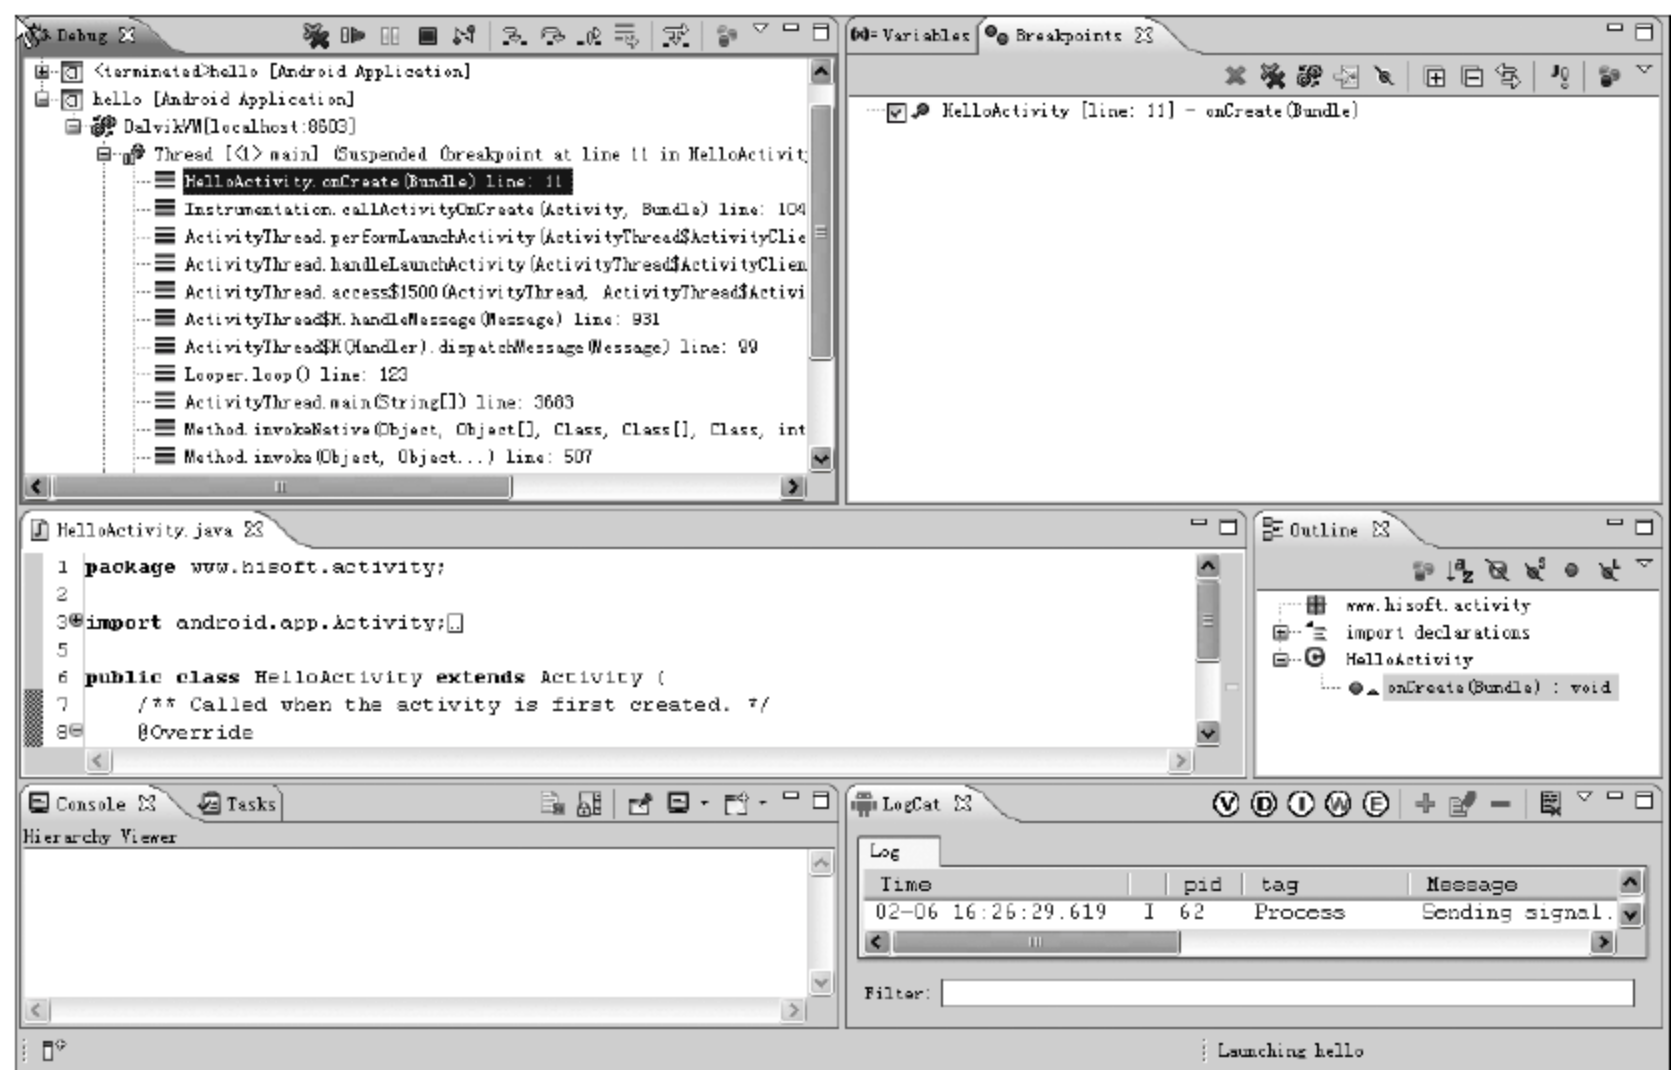 Debug
<terminated>hello [Android Application]
hello [Android Application]
DalvikVM[localhost:8603]
Thread [<1> main] (Suspended (breakpoint at line 11 in HelloActivit
HelloActivity.onCreate(Bundle) line: 11
Instrumentation.callActivityOnCreate(Activity, Bundle) line: 104
ActivityThread.performLaunchActivity(ActivityThread$ActivityClie
ActivityThread.handleLaunchActivity(ActivityThread$ActivityClien
ActivityThread.access$1500(ActivityThread, ActivityThread$Activi
ActivityThread$H.handleMessage(Message) line: 931
ActivityThread$H(Handler).dispatchMessage(Message) line: 99
Looper.loop() line: 123
ActivityThread.main(String[]) line: 3683
Method.invokeNative(Object, Object[], Class, Class[], Class, int
Method.invoke(Object, Object...) line: 507
(x)= Variables Breakpoints
HelloActivity [line: 11] - onCreate(Bundle)
HelloActivity.java
1 package www.hisoft.activity;
2
3 import android.app.Activity;
5
6 public class HelloActivity extends Activity {
7 /** Called when the activity is first created. */
8 @Override
Outline
www.hisoft.activity
import declarations
HelloActivity
onCreate(Bundle) : void
Console Tasks
Hierarchy Viewer
LogCat V D I W E
Log
Time pid tag Message
02-06 16:26:29.619 I 62 Process Sending signal.
Filter:
Launching hello